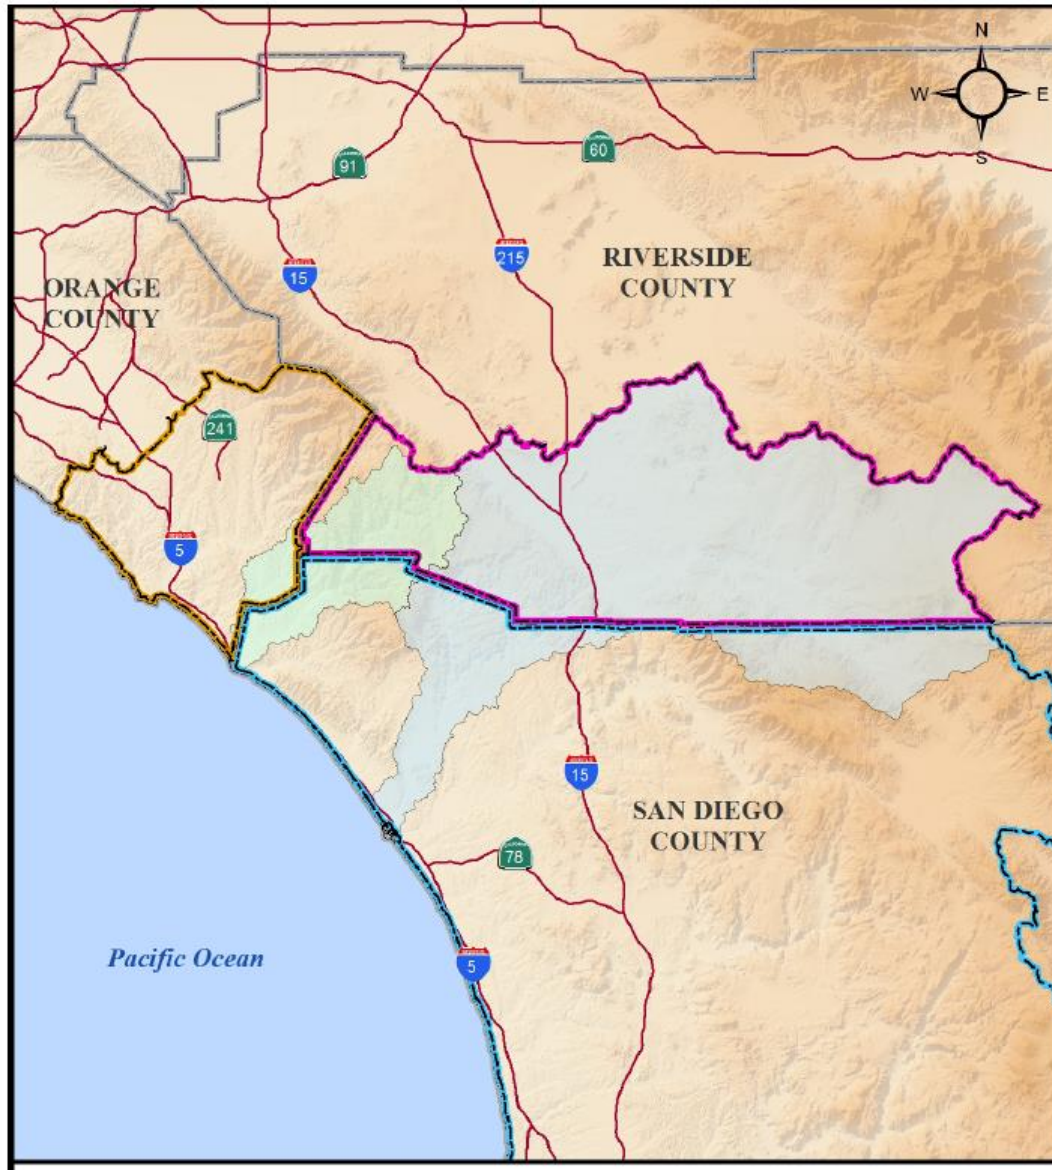 N
W E
S
91
60
15
215
RIVERSIDE
COUNTY
ORANGE
COUNTY
241
5
15
SAN DIEGO
COUNTY
78
Pacific Ocean
5